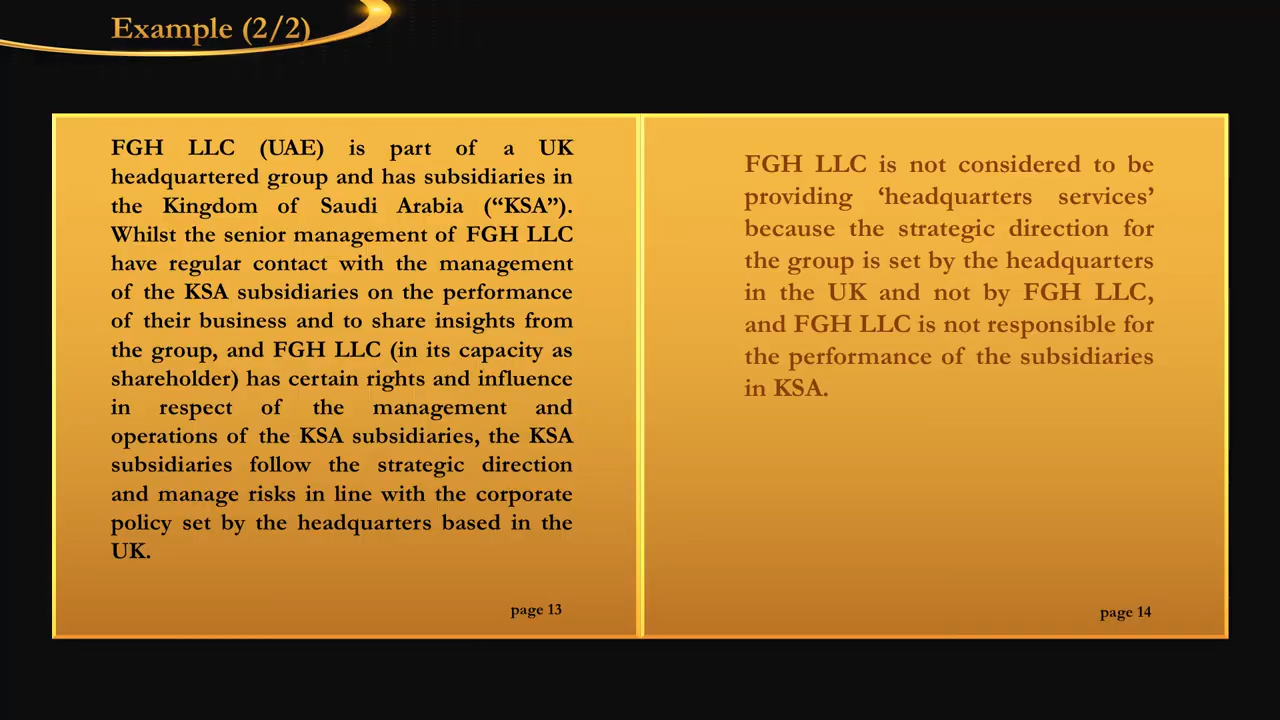 Example (2/2)
FGH LLC (UAE) is part of a UK
headquartered group and has subsidiaries in
the Kingdom of Saudi Arabia (“KSA”).
Whilst the senior management of FGH LLC
have regular contact with the management
of the KSA subsidiaries on the performance
of their business and to share insights from
the group, and FGH LLC (in its capacity as
shareholder) has certain rights and influence
in respect of the management and
operations of the KSA subsidiaries, the KSA
subsidiaries follow the strategic direction
and manage risks in line with the corporate
policy set by the headquarters based in the
UK.
page 13
FGH LLC is not considered to be
providing ‘headquarters services’
because the strategic direction for
the group is set by the headquarters
in the UK and not by FGH LLC,
and FGH LLC is not responsible for
the performance of the subsidiaries
in KSA.
page 14